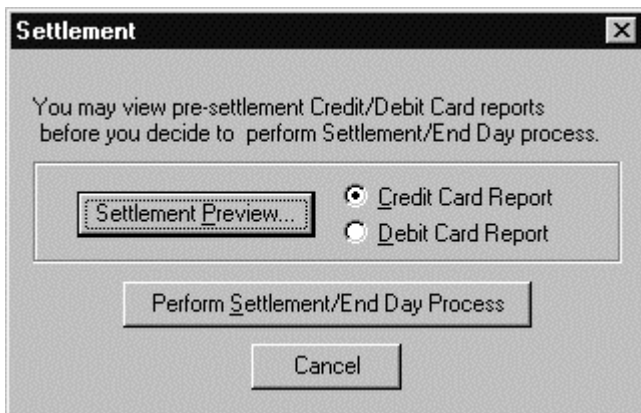 Settlement
You may view pre-settlement Credit/Debit Card reports
before you decide to perform Settlement/End Day process.
Settlement Preview...
Credit Card Report
Debit Card Report
Perform Settlement/End Day Process
Cancel